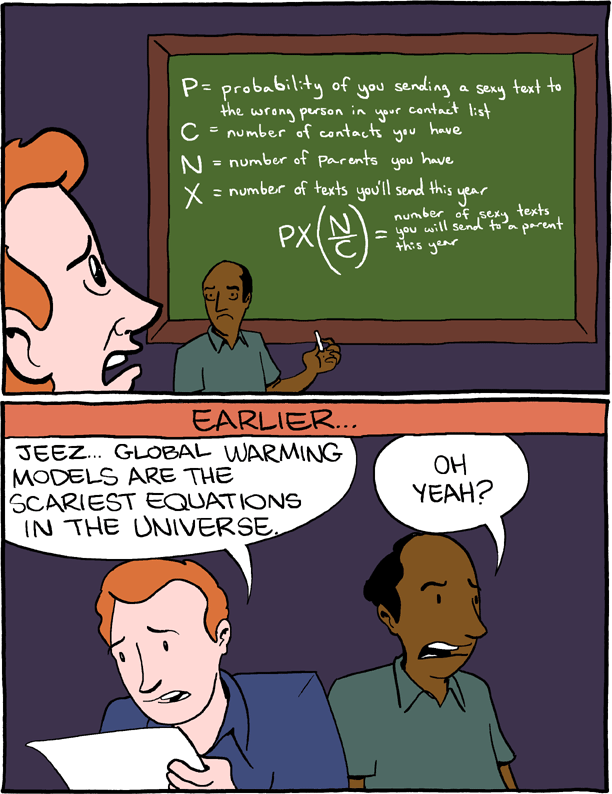 P = probability of you sending a sexy text to
the wrong person in your contact list
C = number of contacts you have
N = number of parents you have
X = number of texts you'll send this year
PX(N/C) = number of sexy texts
you will send to a parent
this year
EARLIER...
JEEZ... GLOBAL WARMING
MODELS ARE THE
SCARIEST EQUATIONS
IN THE UNIVERSE.
OH
YEAH?